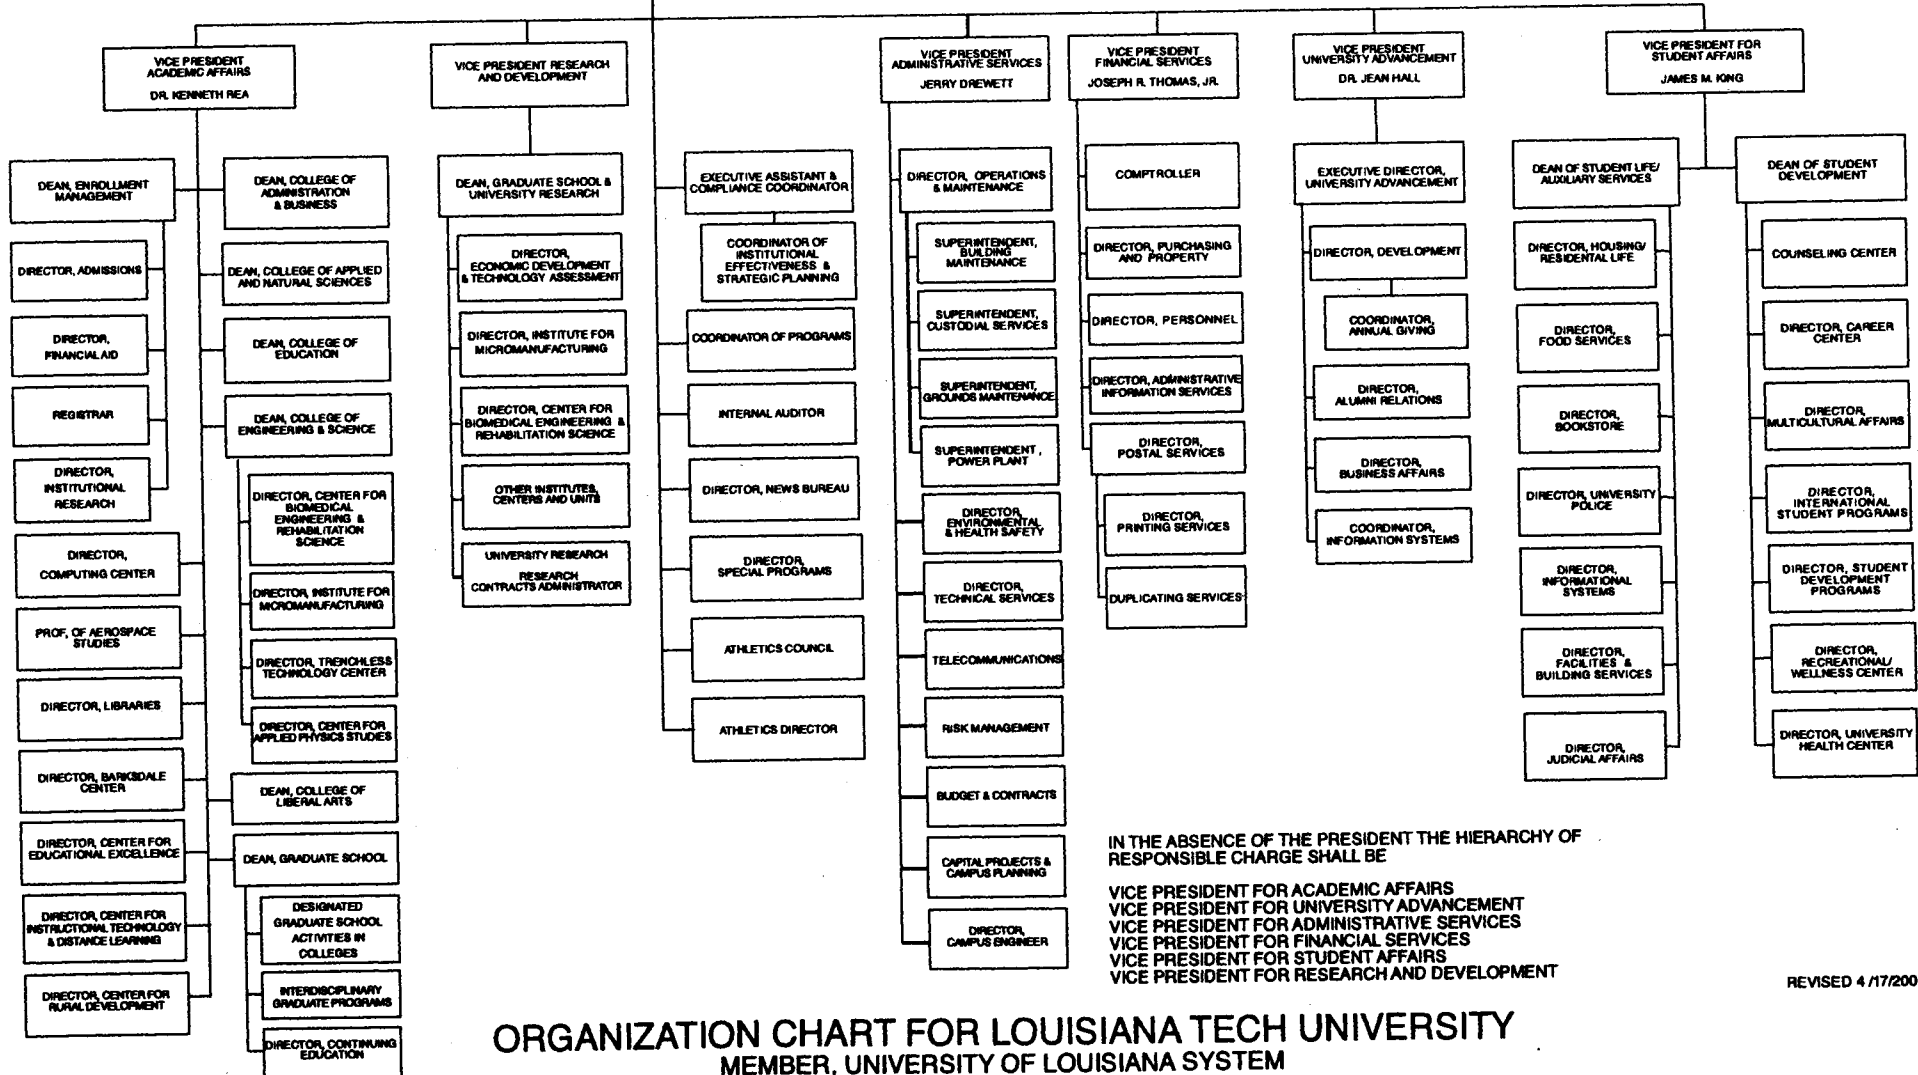 VICE PRESIDENT
ACADEMIC AFFAIRS
DR. KENNETH REA
VICE PRESIDENT RESEARCH
AND DEVELOPMENT
VICE PRESIDENT
ADMINISTRATIVE SERVICES
JERRY DREWETT
VICE PRESIDENT
FINANCIAL SERVICES
JOSEPH R. THOMAS, JR.
VICE PRESIDENT
UNIVERSITY ADVANCEMENT
DR. JEAN HALL
VICE PRESIDENT FOR
STUDENT AFFAIRS
JAMES M. KING
DEAN, ENROLLMENT
MANAGEMENT
DIRECTOR, ADMISSIONS
DIRECTOR,
FINANCIAL AID
REGISTRAR
DIRECTOR,
INSTITUTIONAL
RESEARCH
DIRECTOR,
COMPUTING CENTER
PROF, OF AEROSPACE
STUDIES
DIRECTOR, LIBRARIES
DIRECTOR, BARKSDALE
CENTER
DIRECTOR, CENTER FOR
EDUCATIONAL EXCELLENCE
DIRECTOR, CENTER FOR
INSTRUCTIONAL TECHNOLOGY
& DISTANCE LEARNING
DIRECTOR, CENTER FOR
RURAL DEVELOPMENT
DEAN, COLLEGE OF
ADMINISTRATION
& BUSINESS
DEAN, COLLEGE OF APPLIED
AND NATURAL SCIENCES
DEAN, COLLEGE OF
EDUCATION
DEAN, COLLEGE OF
ENGINEERING & SCIENCE
DIRECTOR, CENTER FOR
BIOMEDICAL
ENGINEERING &
REHABILITATION
SCIENCE
DIRECTOR, INSTITUTE FOR
MICROMANUFACTURING
DIRECTOR, TRENCHLESS
TECHNOLOGY CENTER
DIRECTOR, CENTER FOR
APPLIED PHYSICS STUDIES
DEAN, COLLEGE OF
LIBERAL ARTS
DEAN, GRADUATE SCHOOL
DESIGNATED
GRADUATE SCHOOL
ACTIVITIES IN
COLLEGES
INTERDISCIPLINARY
GRADUATE PROGRAMS
DIRECTOR, CONTINUING
EDUCATION
DEAN, GRADUATE SCHOOL &
UNIVERSITY RESEARCH
DIRECTOR,
ECONOMIC DEVELOPMENT
& TECHNOLOGY ASSESSMENT
DIRECTOR, INSTITUTE FOR
MICROMANUFACTURING
DIRECTOR, CENTER FOR
BIOMEDICAL ENGINEERING &
REHABILITATION SCIENCE
OTHER INSTITUTES,
CENTERS AND UNITS
UNIVERSITY RESEARCH
RESEARCH
CONTRACTS ADMINISTRATOR
EXECUTIVE ASSISTANT &
COMPLIANCE COORDINATOR
COORDINATOR OF
INSTITUTIONAL
EFFECTIVENESS &
STRATEGIC PLANNING
COORDINATOR OF PROGRAMS
INTERNAL AUDITOR
DIRECTOR, NEWS BUREAU
DIRECTOR,
SPECIAL PROGRAMS
ATHLETICS COUNCIL
ATHLETICS DIRECTOR
DIRECTOR, OPERATIONS
& MAINTENANCE
SUPERINTENDENT,
BUILDING
MAINTENANCE
SUPERINTENDENT,
CUSTODIAL SERVICES
SUPERINTENDENT,
GROUNDS MAINTENANCE
SUPERINTENDENT ,
POWER PLANT
DIRECTOR,
ENVIRONMENTAL
& HEALTH SAFETY
DIRECTOR,
TECHNICAL SERVICES
TELECOMMUNICATIONS
RISK MANAGEMENT
BUDGET & CONTRACTS
CAPITAL PROJECTS &
CAMPUS PLANNING
DIRECTOR,
CAMPUS ENGINEER
COMPTROLLER
DIRECTOR, PURCHASING
AND PROPERTY
DIRECTOR, PERSONNEL
DIRECTOR, ADMINISTRATIVE
INFORMATION SERVICES
DIRECTOR,
POSTAL SERVICES
DIRECTOR,
PRINTING SERVICES
DUPLICATING SERVICES
EXECUTIVE DIRECTOR,
UNIVERSITY ADVANCEMENT
DIRECTOR, DEVELOPMENT
COORDINATOR,
ANNUAL GIVING
DIRECTOR,
ALUMNI RELATIONS
DIRECTOR,
BUSINESS AFFAIRS
COORDINATOR,
INFORMATION SYSTEMS
DEAN OF STUDENT LIFE/
AUXILIARY SERVICES
DIRECTOR, HOUSING/
RESIDENTAL LIFE
DIRECTOR,
FOOD SERVICES
DIRECTOR,
BOOKSTORE
DIRECTOR, UNIVERSITY
POLICE
DIRECTOR,
INFORMATIONAL
SYSTEMS
DIRECTOR,
FACILITIES &
BUILDING SERVICES
DIRECTOR,
JUDICIAL AFFAIRS
DEAN OF STUDENT
DEVELOPMENT
COUNSELING CENTER
DIRECTOR, CAREER
CENTER
DIRECTOR,
MULTICULTURAL AFFAIRS
DIRECTOR,
INTERNATIONAL
STUDENT PROGRAMS
DIRECTOR, STUDENT
DEVELOPMENT
PROGRAMS
DIRECTOR,
RECREATIONAL/
WELLNESS CENTER
DIRECTOR, UNIVERSITY
HEALTH CENTER
IN THE ABSENCE OF THE PRESIDENT THE HIERARCHY OF
RESPONSIBLE CHARGE SHALL BE
VICE PRESIDENT FOR ACADEMIC AFFAIRS
VICE PRESIDENT FOR UNIVERSITY ADVANCEMENT
VICE PRESIDENT FOR ADMINISTRATIVE SERVICES
VICE PRESIDENT FOR FINANCIAL SERVICES
VICE PRESIDENT FOR STUDENT AFFAIRS
VICE PRESIDENT FOR RESEARCH AND DEVELOPMENT
REVISED 4 /17/200
ORGANIZATION CHART FOR LOUISIANA TECH UNIVERSITY
MEMBER, UNIVERSITY OF LOUISIANA SYSTEM